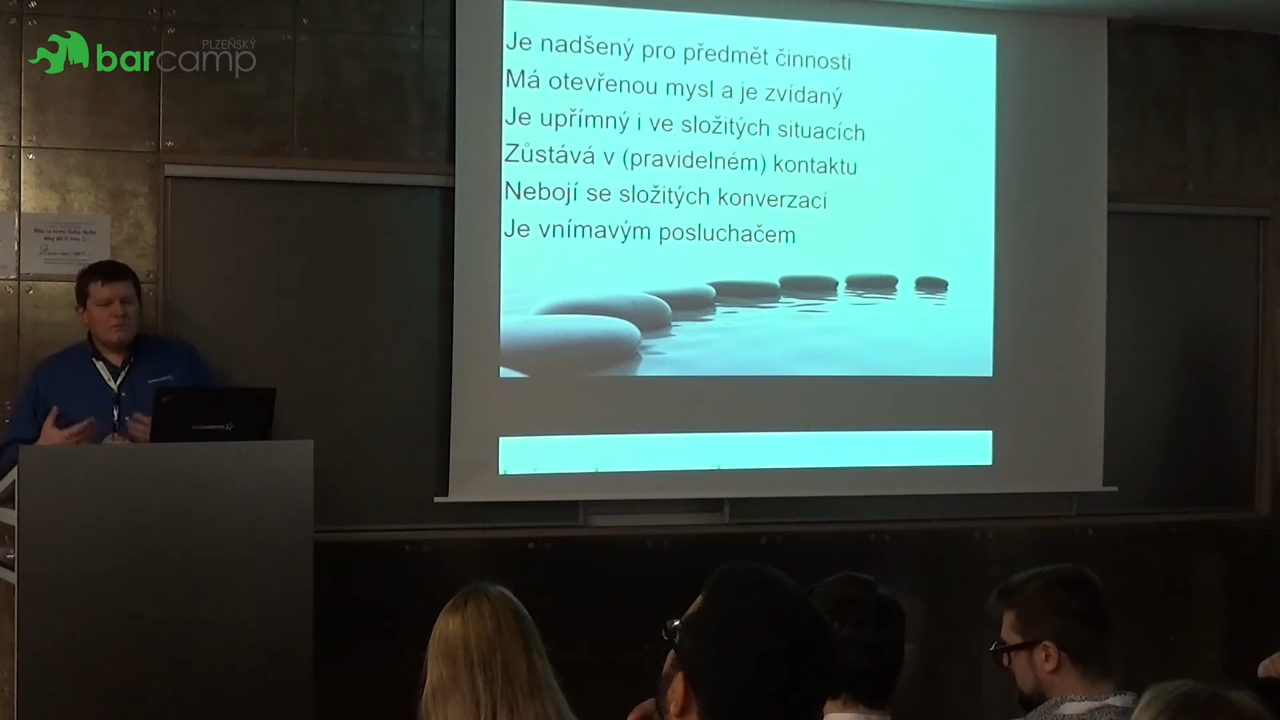 PLZEŇSKÝ
barcamp
Je nadšený pro předmět činnosti
Má otevřenou mysl a je zvídaný
Je upřímný i ve složitých situacích
Zůstává v (pravidelném) kontaktu
Nebojí se složitých konverzací
Je vnímavým posluchačem